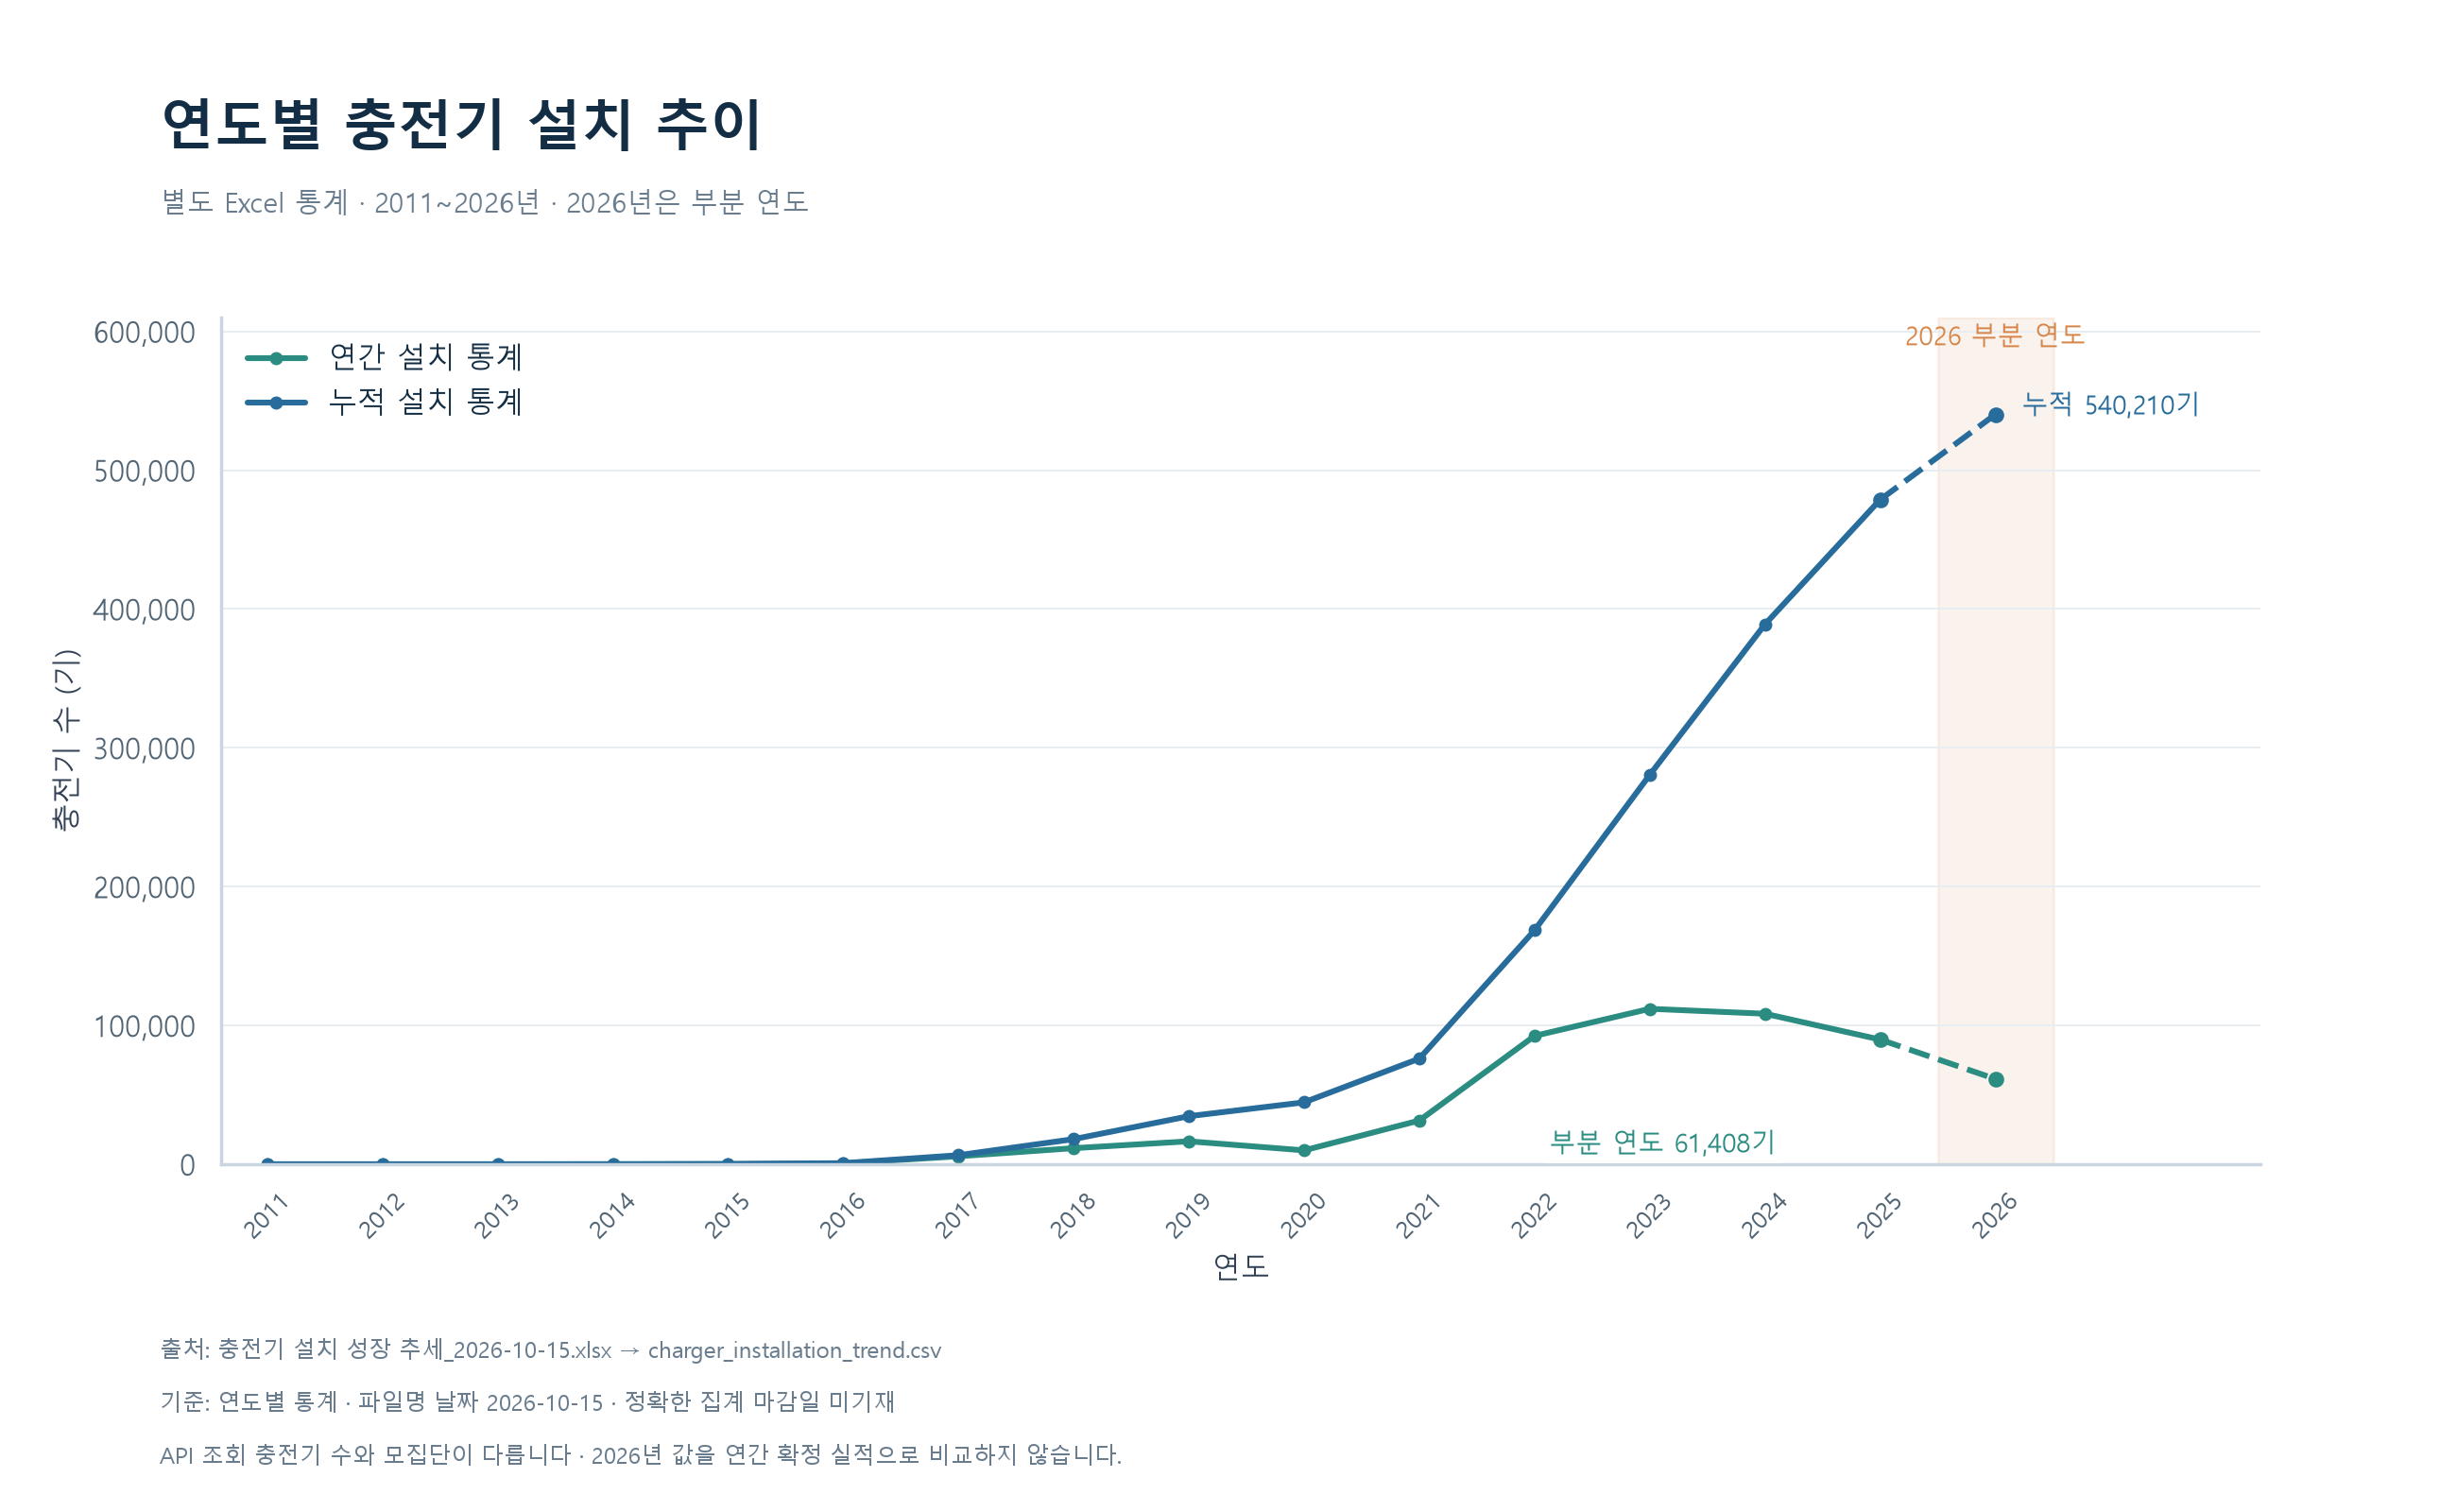 연도별 충전기 설치 추이
별도 Excel 통계 · 2011~2026년 · 2026년은 부분 연도
600,000
500,000
400,000
300,000
200,000
100,000
0
충전기 수 (기)
연간 설치 통계
누적 설치 통계
2026 부분 연도
누적 540,210기
부분 연도 61,408기
2011 2012 2013 2014 2015 2016 2017 2018 2019 2020 2021 2022 2023 2024 2025 2026
연도
출처: 충전기 설치 성장 추세_2026-10-15.xlsx → charger_installation_trend.csv
기준: 연도별 통계 · 파일명 날짜 2026-10-15 · 정확한 집계 마감일 미기재
API 조회 충전기 수와 모집단이 다릅니다 · 2026년 값을 연간 확정 실적으로 비교하지 않습니다.